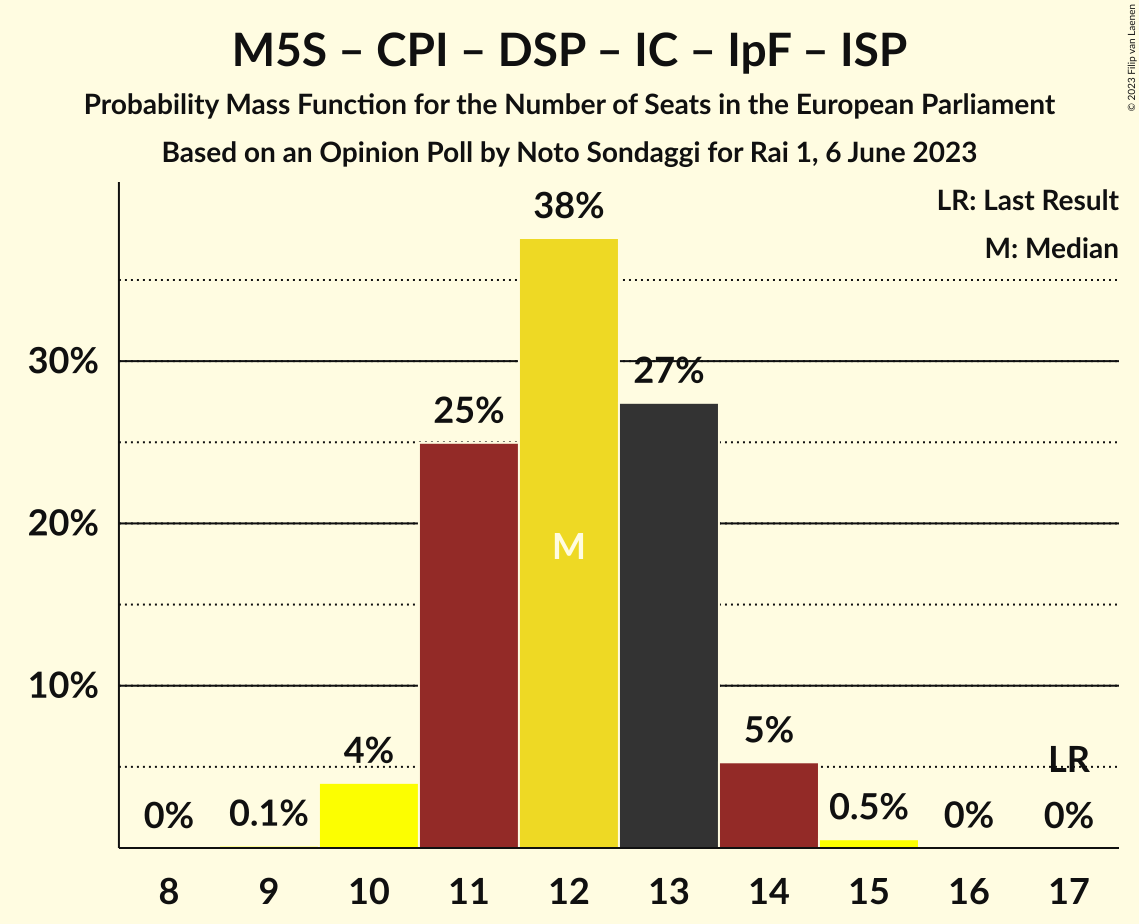 M5S – CPI – DSP – IC – IpF – ISP
Probability Mass Function for the Number of Seats in the European Parliament
Based on an Opinion Poll by Noto Sondaggi for Rai 1, 6 June 2023
© 2023 Filip van Laenen
LR: Last Result
M: Median
38%
30%
27%
25%
20%
M
10%
5%
4%
LR
0%
0.1%
0.5%
0%
0%
8 9 10 11 12 13 14 15 16 17